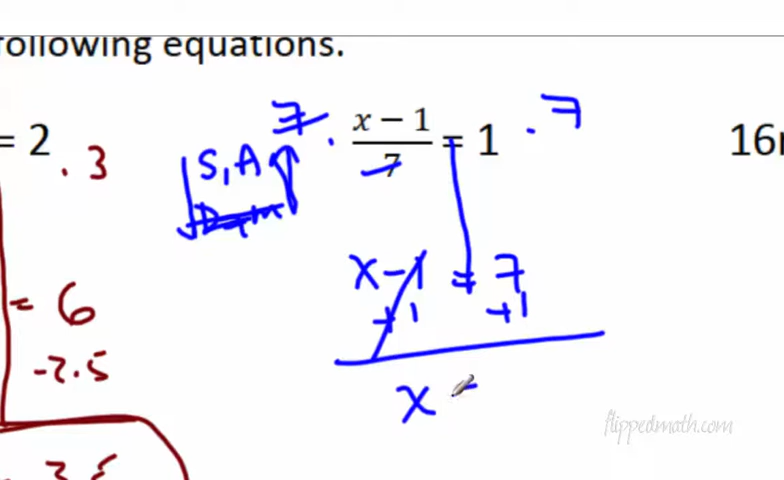 following equations.
= 2 . 3
7 . x − 1 / 7 = 1 . 7
16
S, A
x − 1 = 7
= 6
+1 +1
-2.5
x =
flippedmath.com